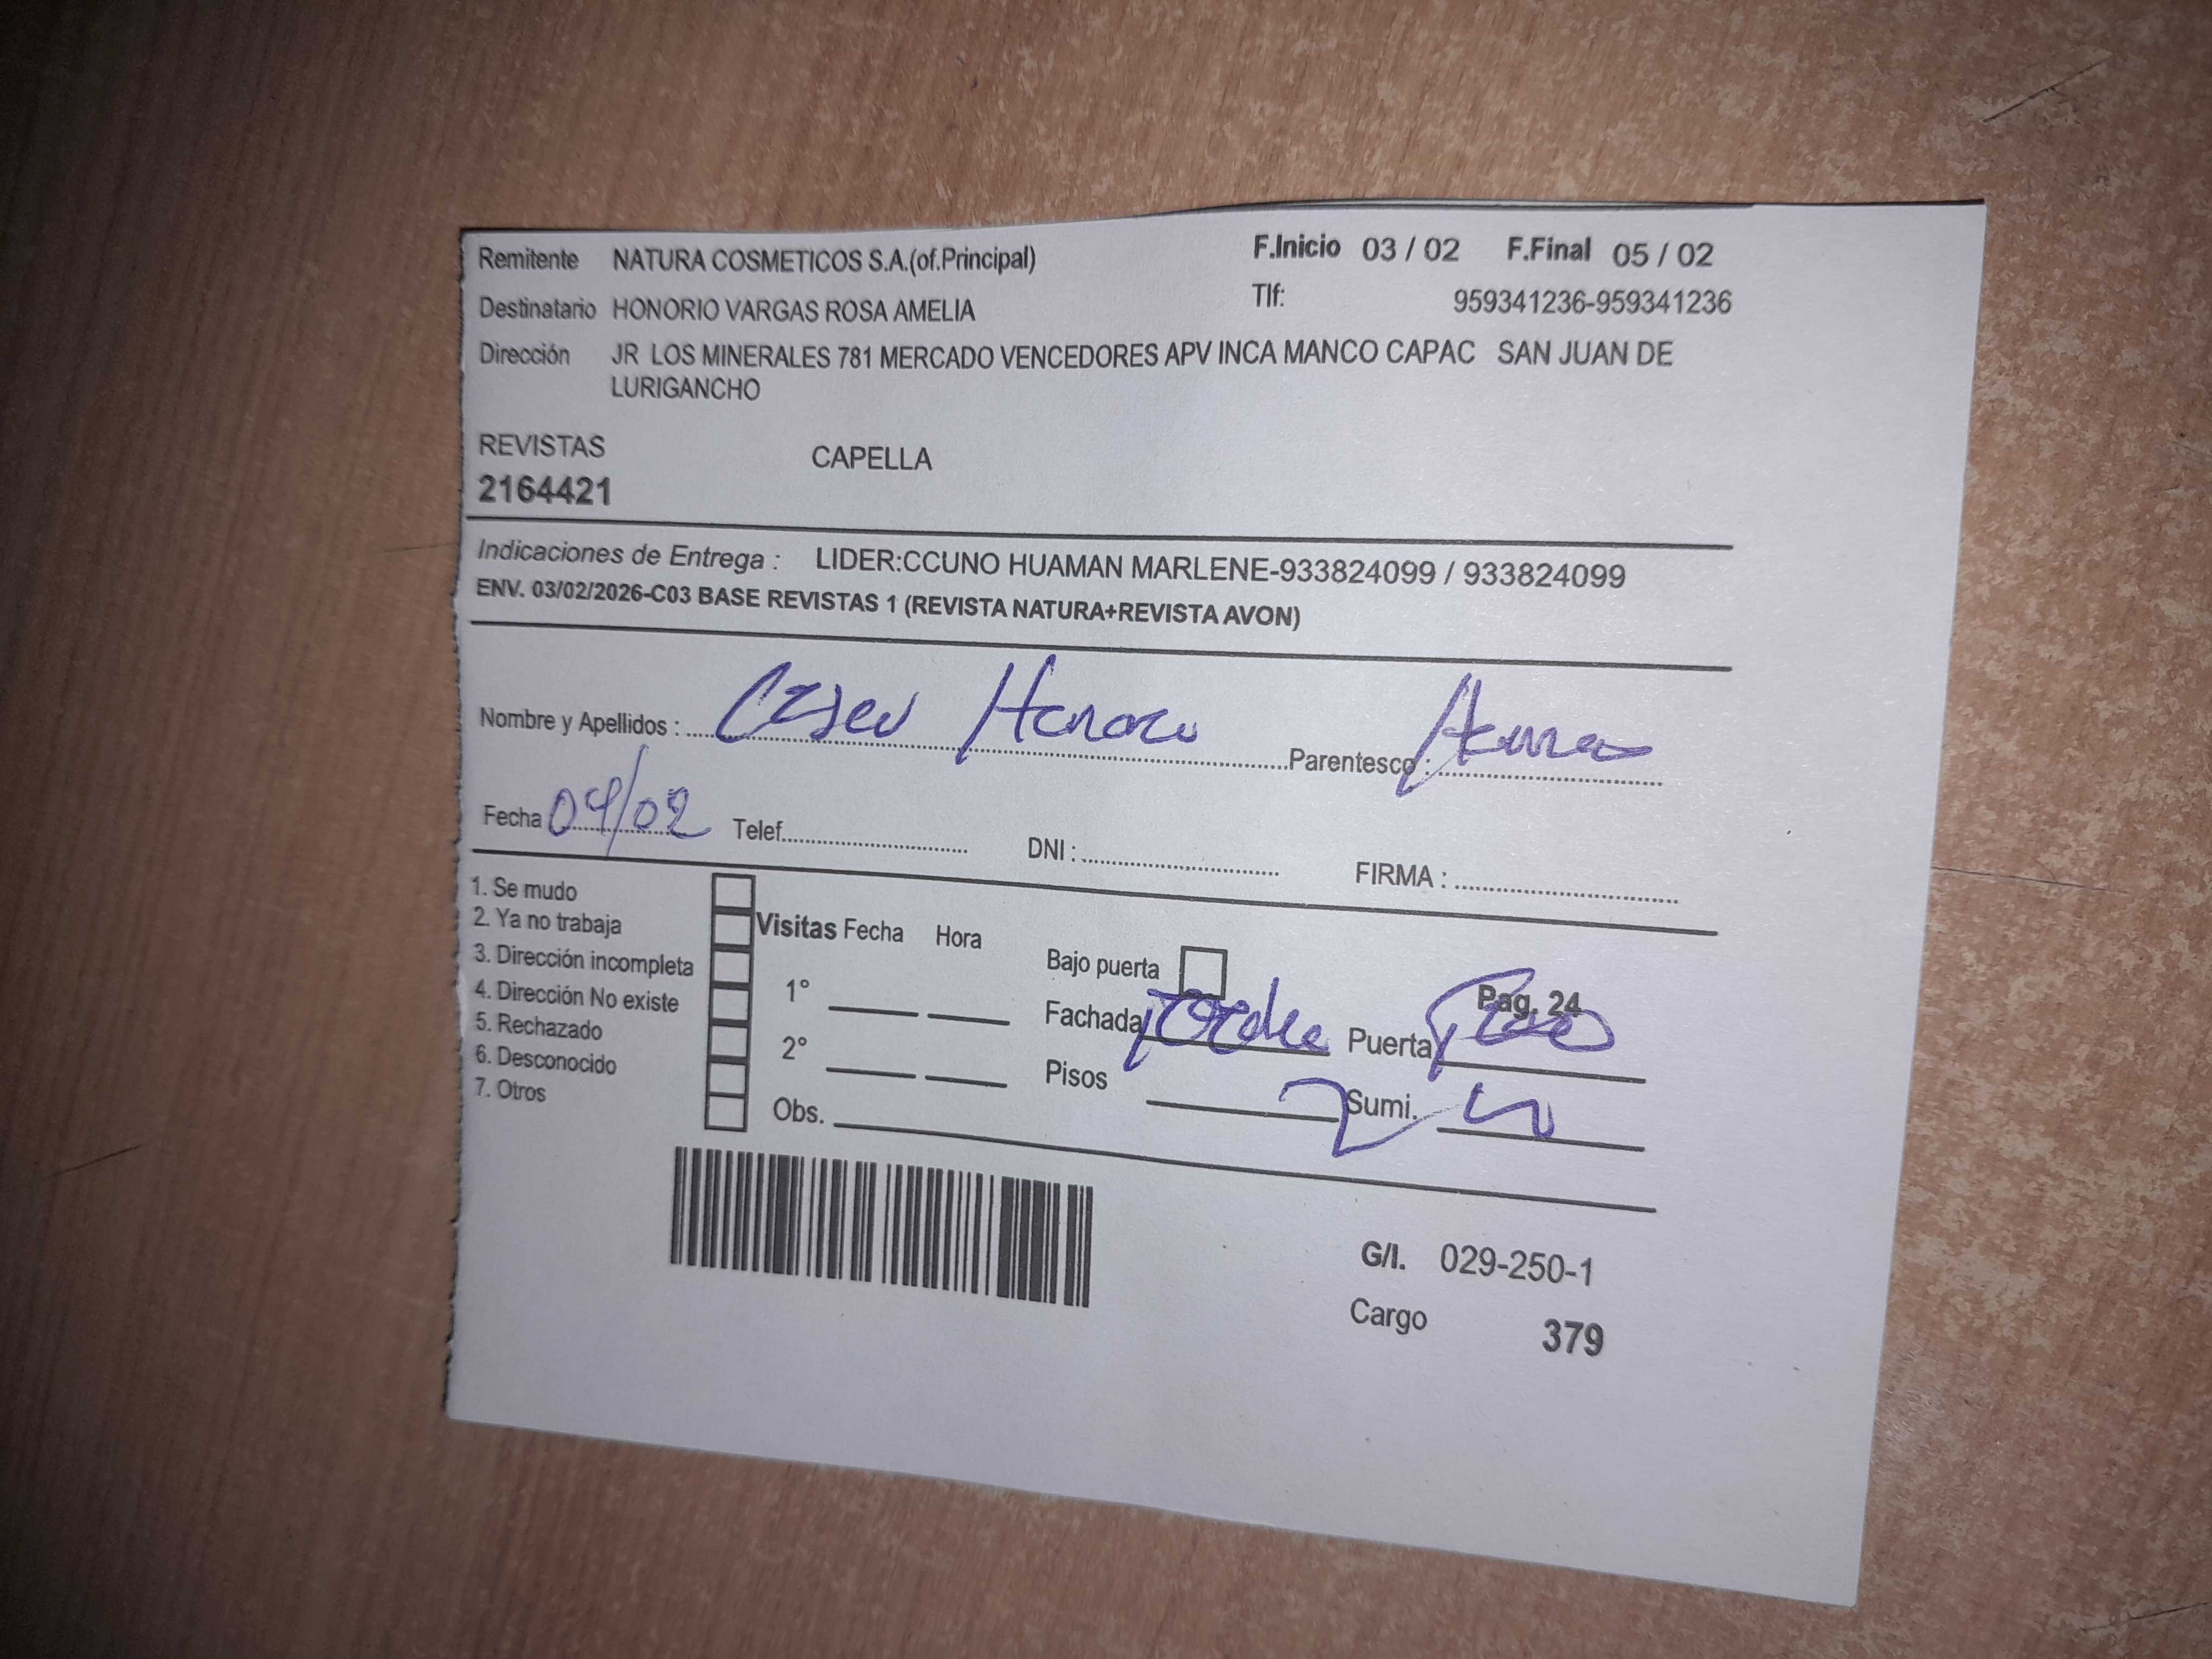 Remitente NATURA COSMETICOS S.A.(of.Principal) F.Inicio 03 / 02 F.Final 05 / 02
Destinatario HONORIO VARGAS ROSA AMELIA Tlf: 959341236-959341236
Dirección JR LOS MINERALES 781 MERCADO VENCEDORES APV INCA MANCO CAPAC SAN JUAN DE
LURIGANCHO
REVISTAS CAPELLA
2164421
Indicaciones de Entrega : LIDER:CCUNO HUAMAN MARLENE-933824099 / 933824099
ENV. 03/02/2026-C03 BASE REVISTAS 1 (REVISTA NATURA+REVISTA AVON)
Nombre y Apellidos : Parentesco :
Fecha 04/02 Telef. DNI : FIRMA :
1. Se mudo
2. Ya no trabaja Visitas Fecha Hora
3. Dirección incompleta Bajo puerta
4. Dirección No existe 1° Fachada Puerta Pag. 24
5. Rechazado
6. Desconocido 2° Pisos Sumi.
7. Otros Obs.
G/I. 029-250-1
Cargo 379